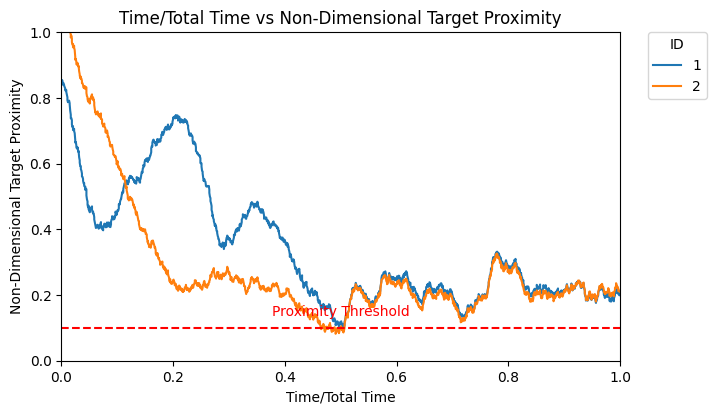 Time/Total Time vs Non-Dimensional Target Proximity
ID
1
2
Non-Dimensional Target Proximity
1.0
0.8
0.6
0.4
0.2
0.0
Proximity Threshold
0.0 0.2 0.4 0.6 0.8 1.0
Time/Total Time